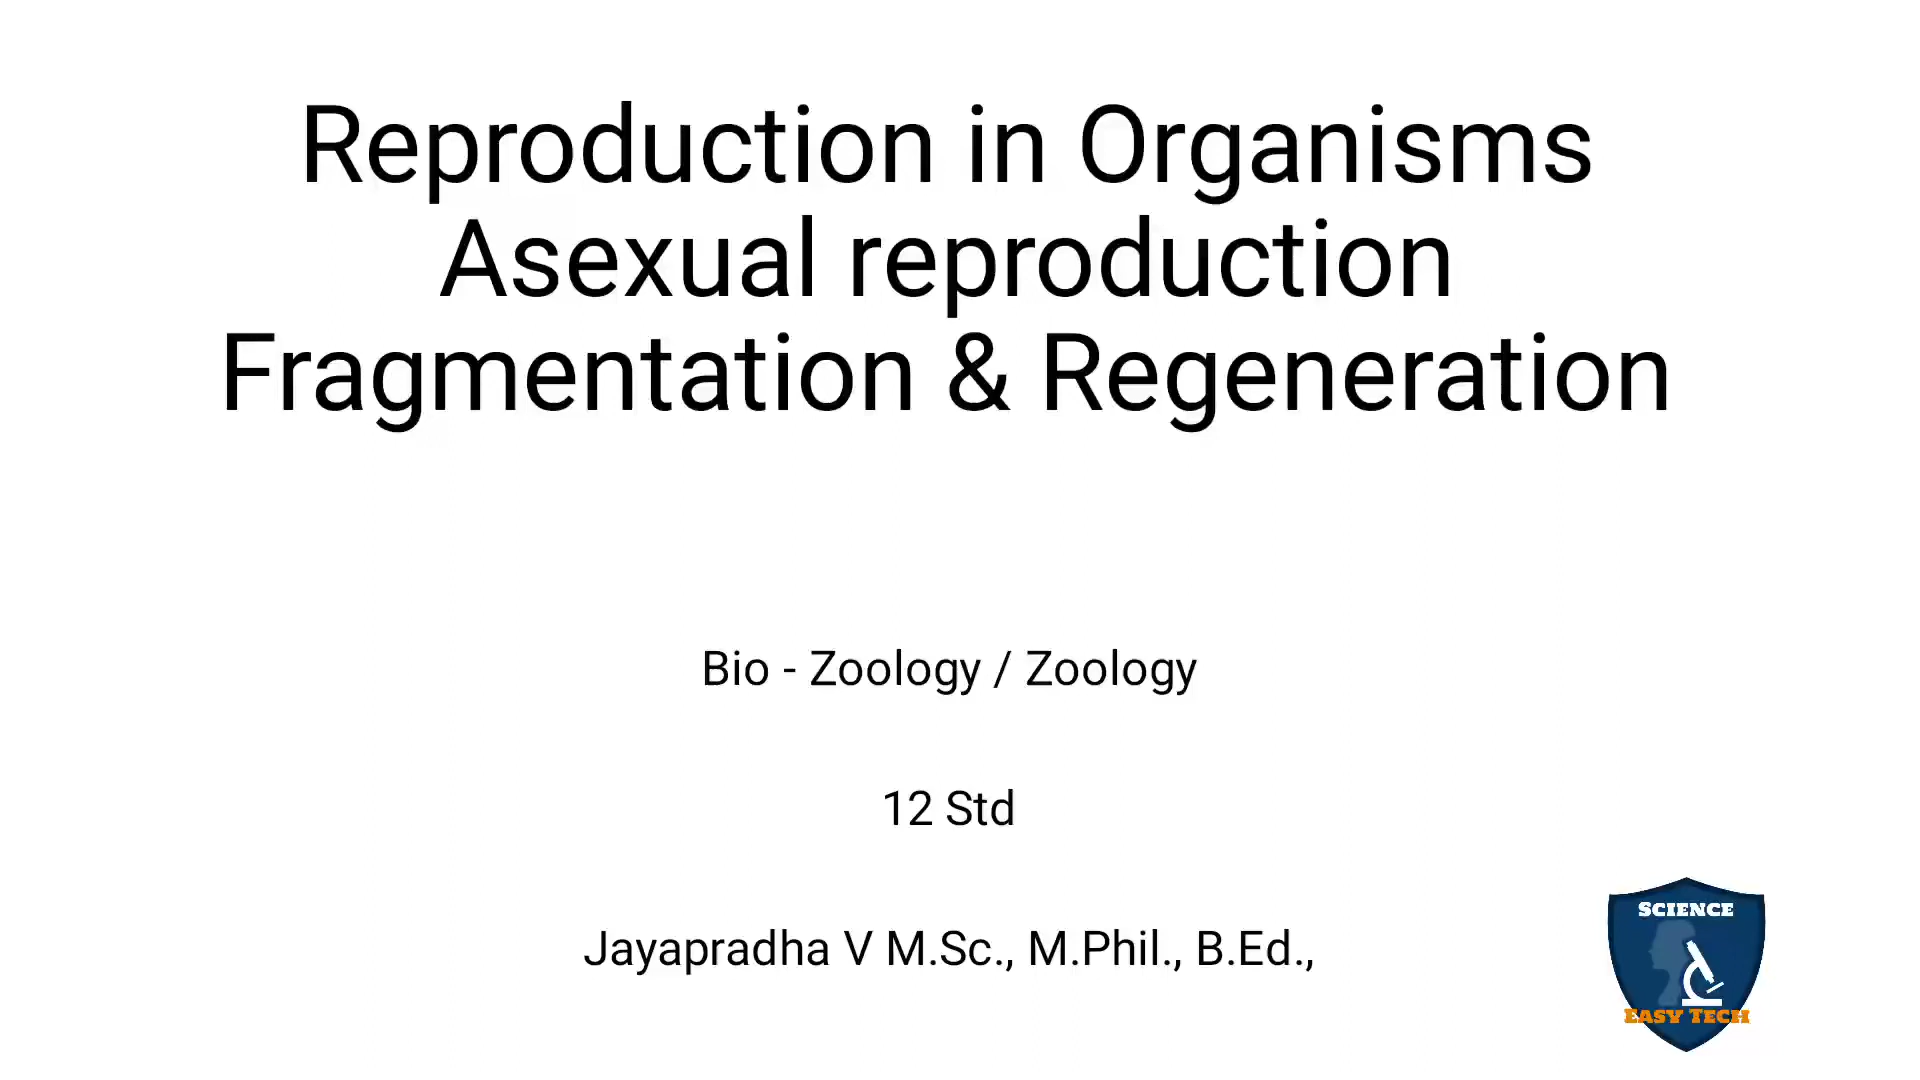 Reproduction in Organisms
Asexual reproduction
Fragmentation & Regeneration
Bio - Zoology / Zoology
12 Std
Jayapradha V M.Sc., M.Phil., B.Ed.,
SCIENCE
EASY TECH